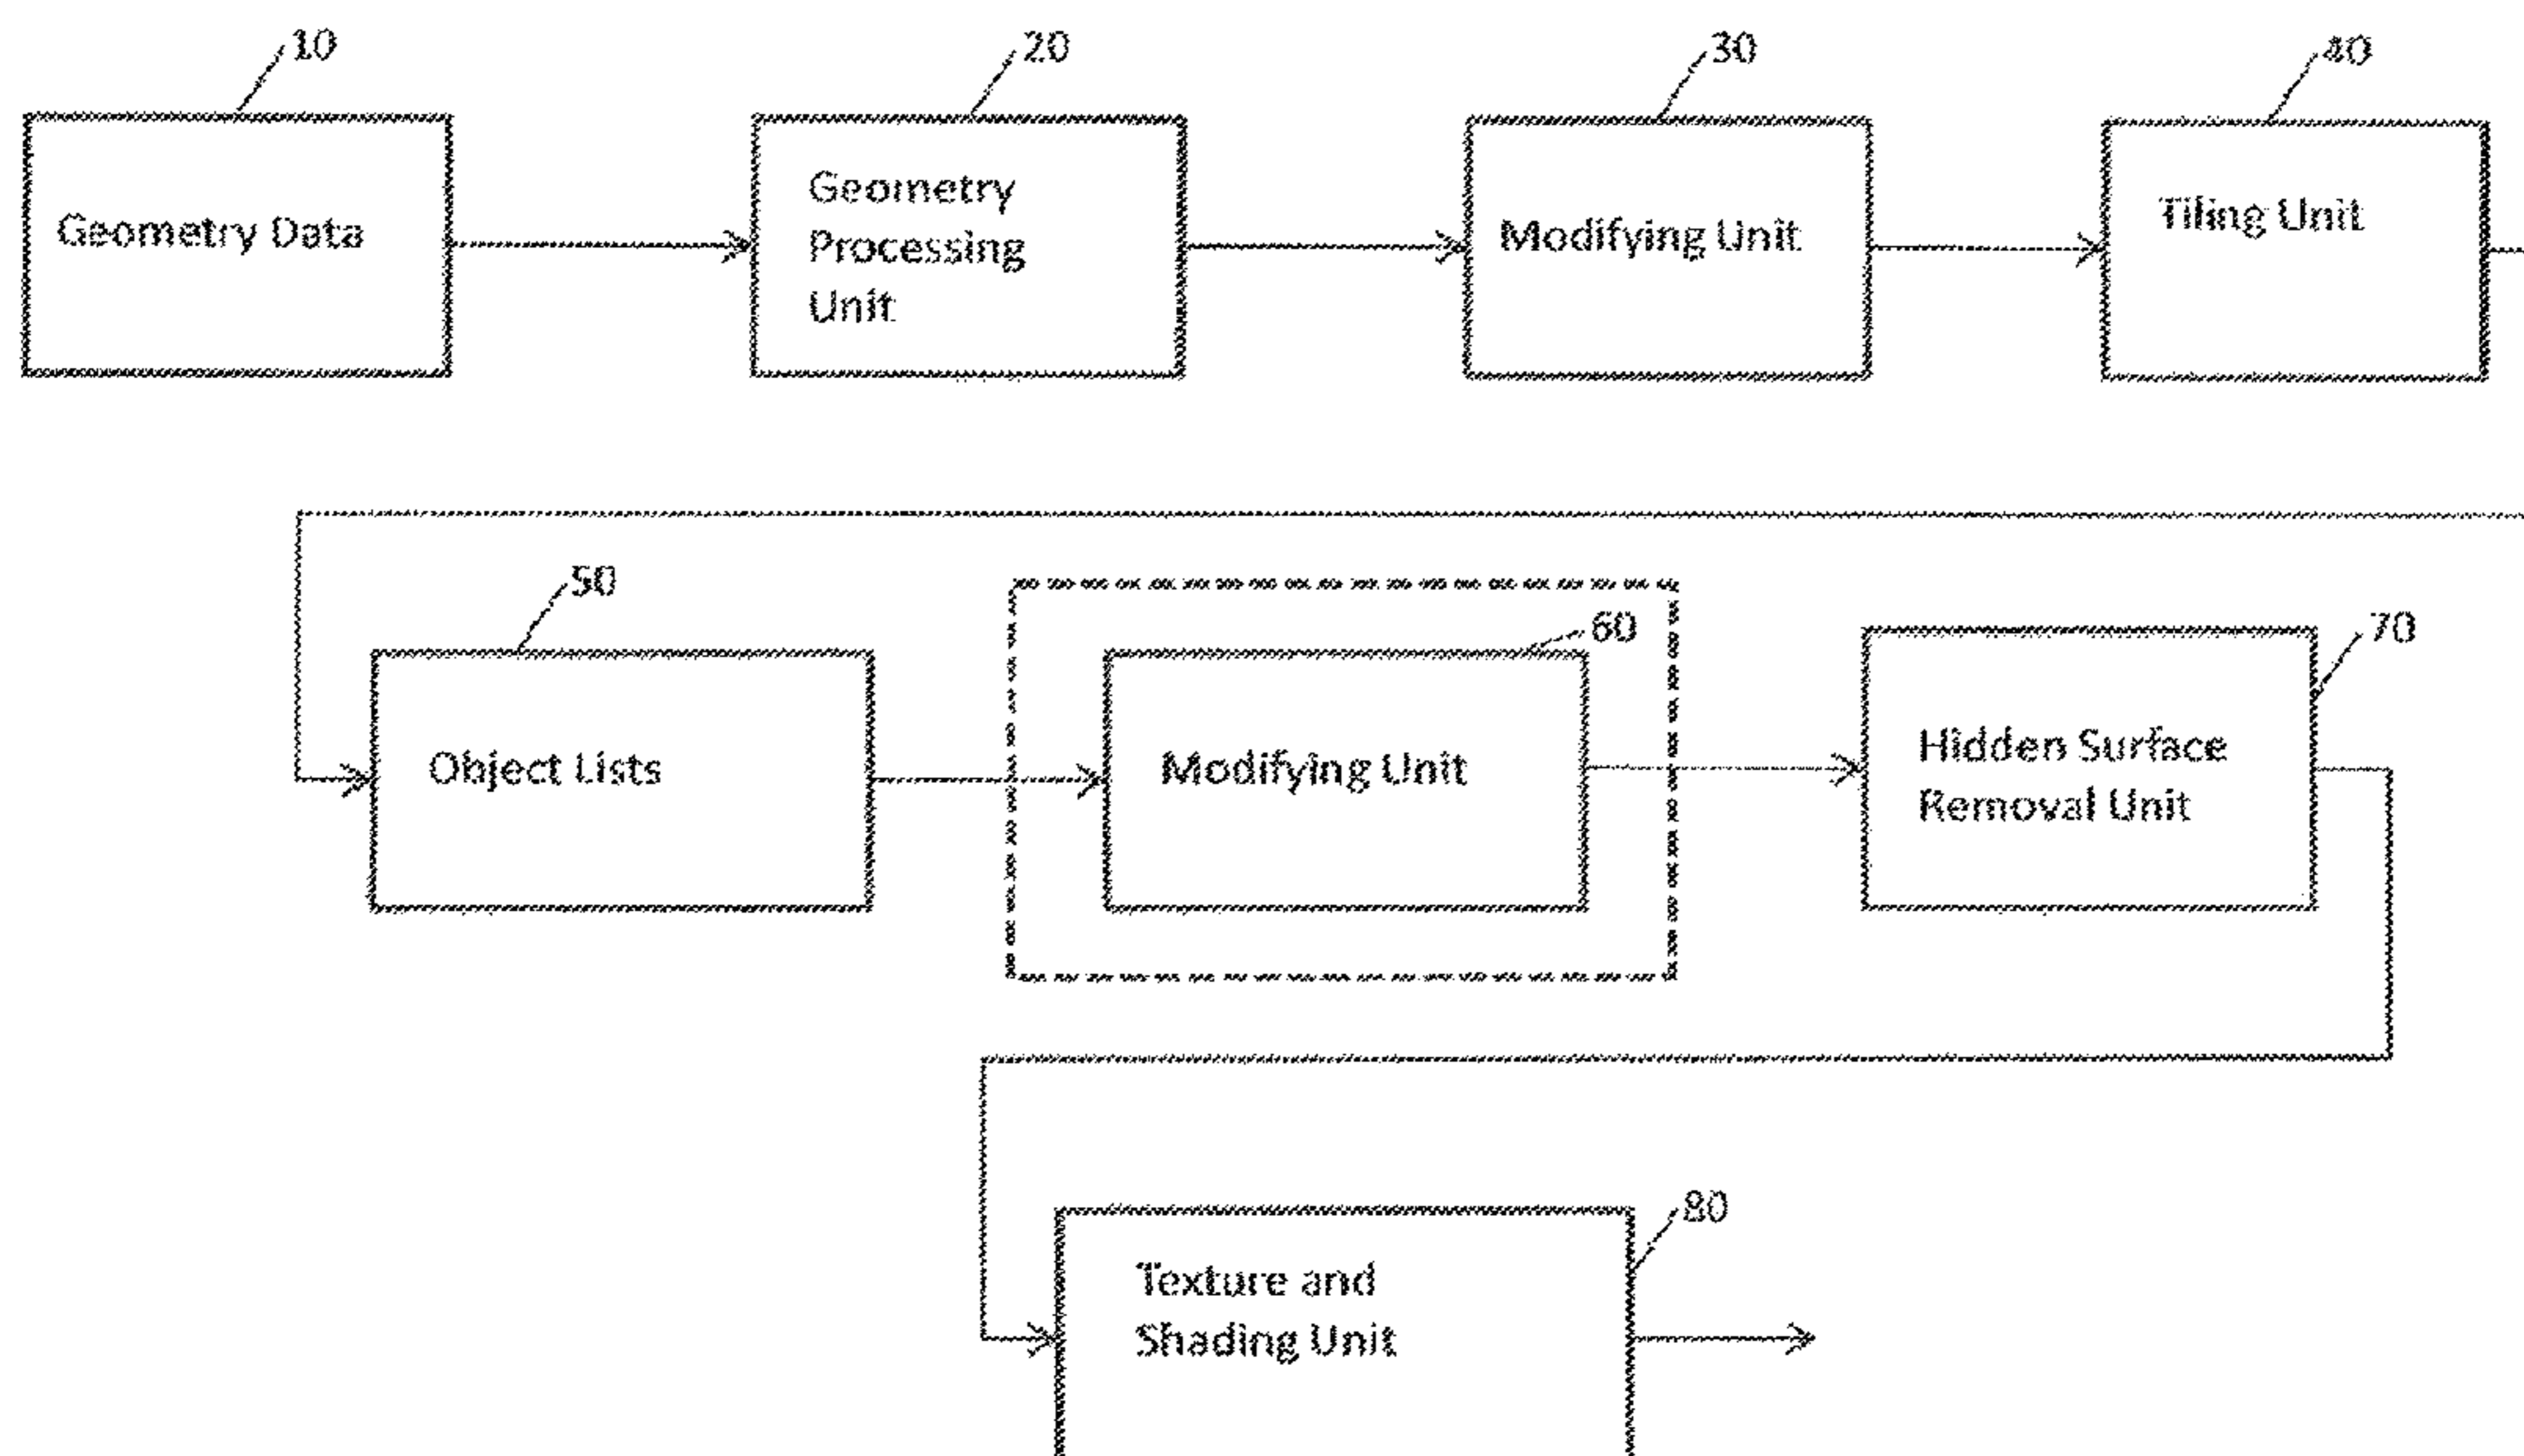 10
20
30
40
Geometry Data
Geometry
Processing
Unit
Modifying Unit
Tiling Unit
50
60
70
Object Lists
Modifying Unit
Hidden Surface
Removal Unit
80
Texture and
Shading Unit